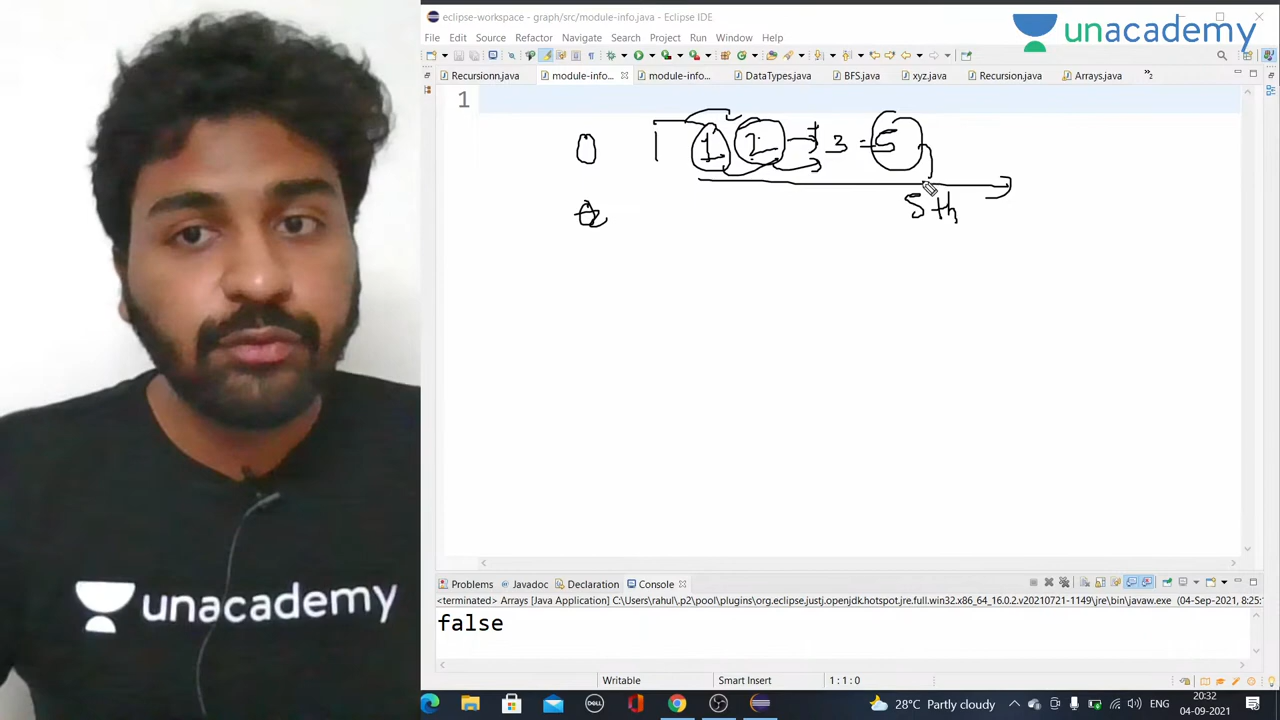 eclipse-workspace - graph/src/module-info.java - Eclipse IDE
unacademy
File Edit Source Refactor Navigate Search Project Run Window Help
Recursionn.java module-info... module-info... DataTypes.java BFS.java xyz.java Recursion.java Arrays.java
1
0 1 1 2 + 3 = 5
5th
unacademy
Problems Javadoc Declaration Console
<terminated> Arrays [Java Application] C:\Users\rahul\.p2\pool\plugins\org.eclipse.justj.openjdk.hotspot.jre.full.win32.x86_64_16.0.2.v20210721-1149\jre\bin\javaw.exe (04-Sep-2021, 8:25:
false
Writable Smart Insert 1 : 1 : 0
28°C Partly cloudy ENG 20:32
04-09-2021